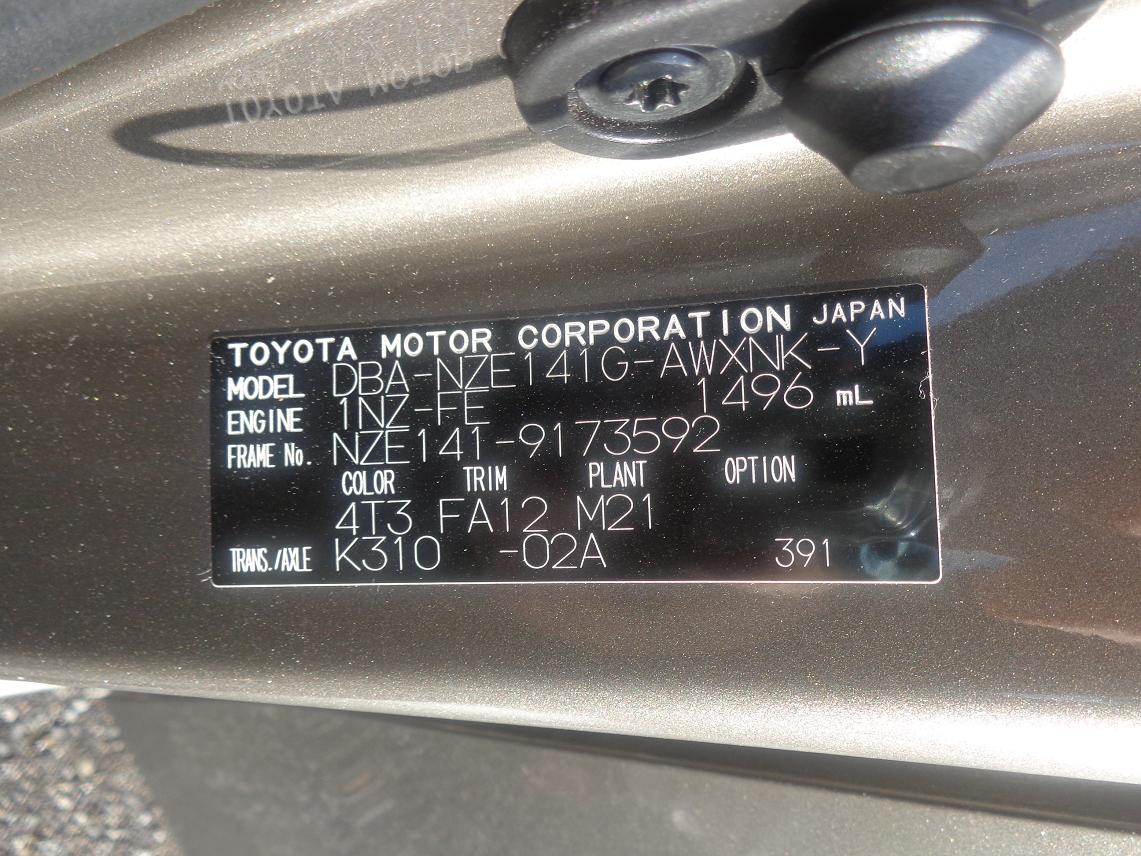 TOYOTA MOTOR CORPORATION JAPAN
MODEL DBA-NZE141G-AWXNK-Y
ENGINE 1NZ-FE 1496 mL
FRAME No. NZE141-9173592
COLOR TRIM PLANT OPTION
4T3 FA12 M21
TRANS./AXLE K310 -02A 391